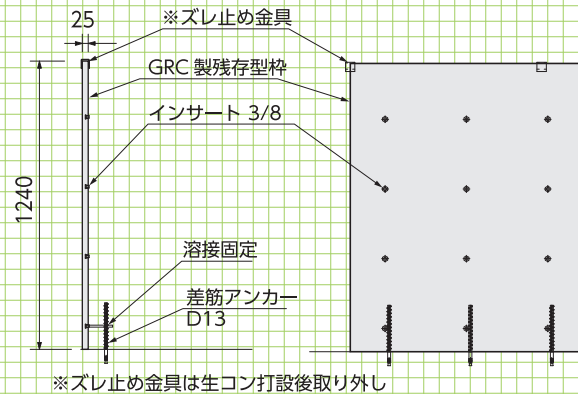 25
※ズレ止め金具
GRC 製残存型枠
インサート 3/8
1240
溶接固定
差筋アンカー
D13
※ズレ止め金具は生コン打設後取り外し